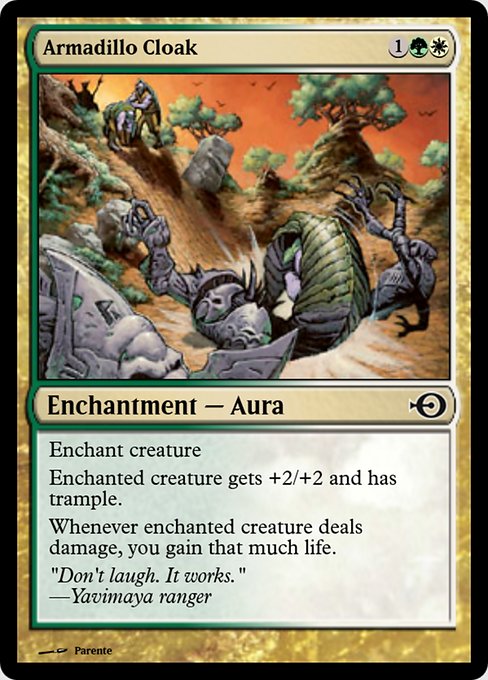 Armadillo Cloak 1
Enchantment — Aura
Enchant creature
Enchanted creature gets +2/+2 and has
trample.
Whenever enchanted creature deals
damage, you gain that much life.
"Don't laugh. It works."
—Yavimaya ranger
Parente